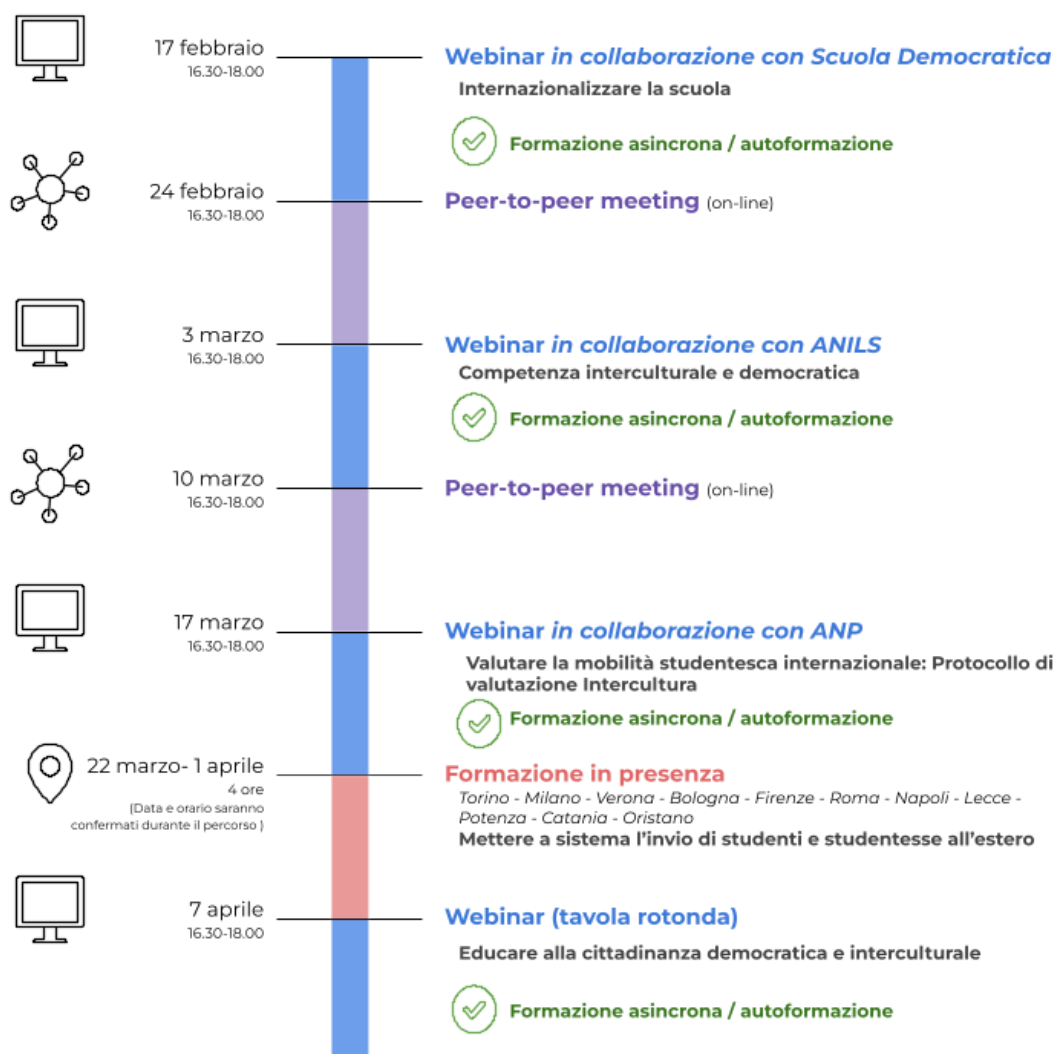 17 febbraio
16.30-18.00
Webinar in collaborazione con Scuola Democratica
Internazionalizzare la scuola
Formazione asincrona / autoformazione
24 febbraio
16.30-18.00
Peer-to-peer meeting (on-line)
3 marzo
16.30-18.00
Webinar in collaborazione con ANILS
Competenza interculturale e democratica
Formazione asincrona / autoformazione
10 marzo
16.30-18.00
Peer-to-peer meeting (on-line)
17 marzo
16.30-18.00
Webinar in collaborazione con ANP
Valutare la mobilità studentesca internazionale: Protocollo di
valutazione Intercultura
Formazione asincrona / autoformazione
22 marzo- 1 aprile
4 ore
(Data e orario saranno
confermati durante il percorso )
Formazione in presenza
Torino - Milano - Verona - Bologna - Firenze - Roma - Napoli - Lecce -
Potenza - Catania - Oristano
Mettere a sistema l'invio di studenti e studentesse all'estero
7 aprile
16.30-18.00
Webinar (tavola rotonda)
Educare alla cittadinanza democratica e interculturale
Formazione asincrona / autoformazione